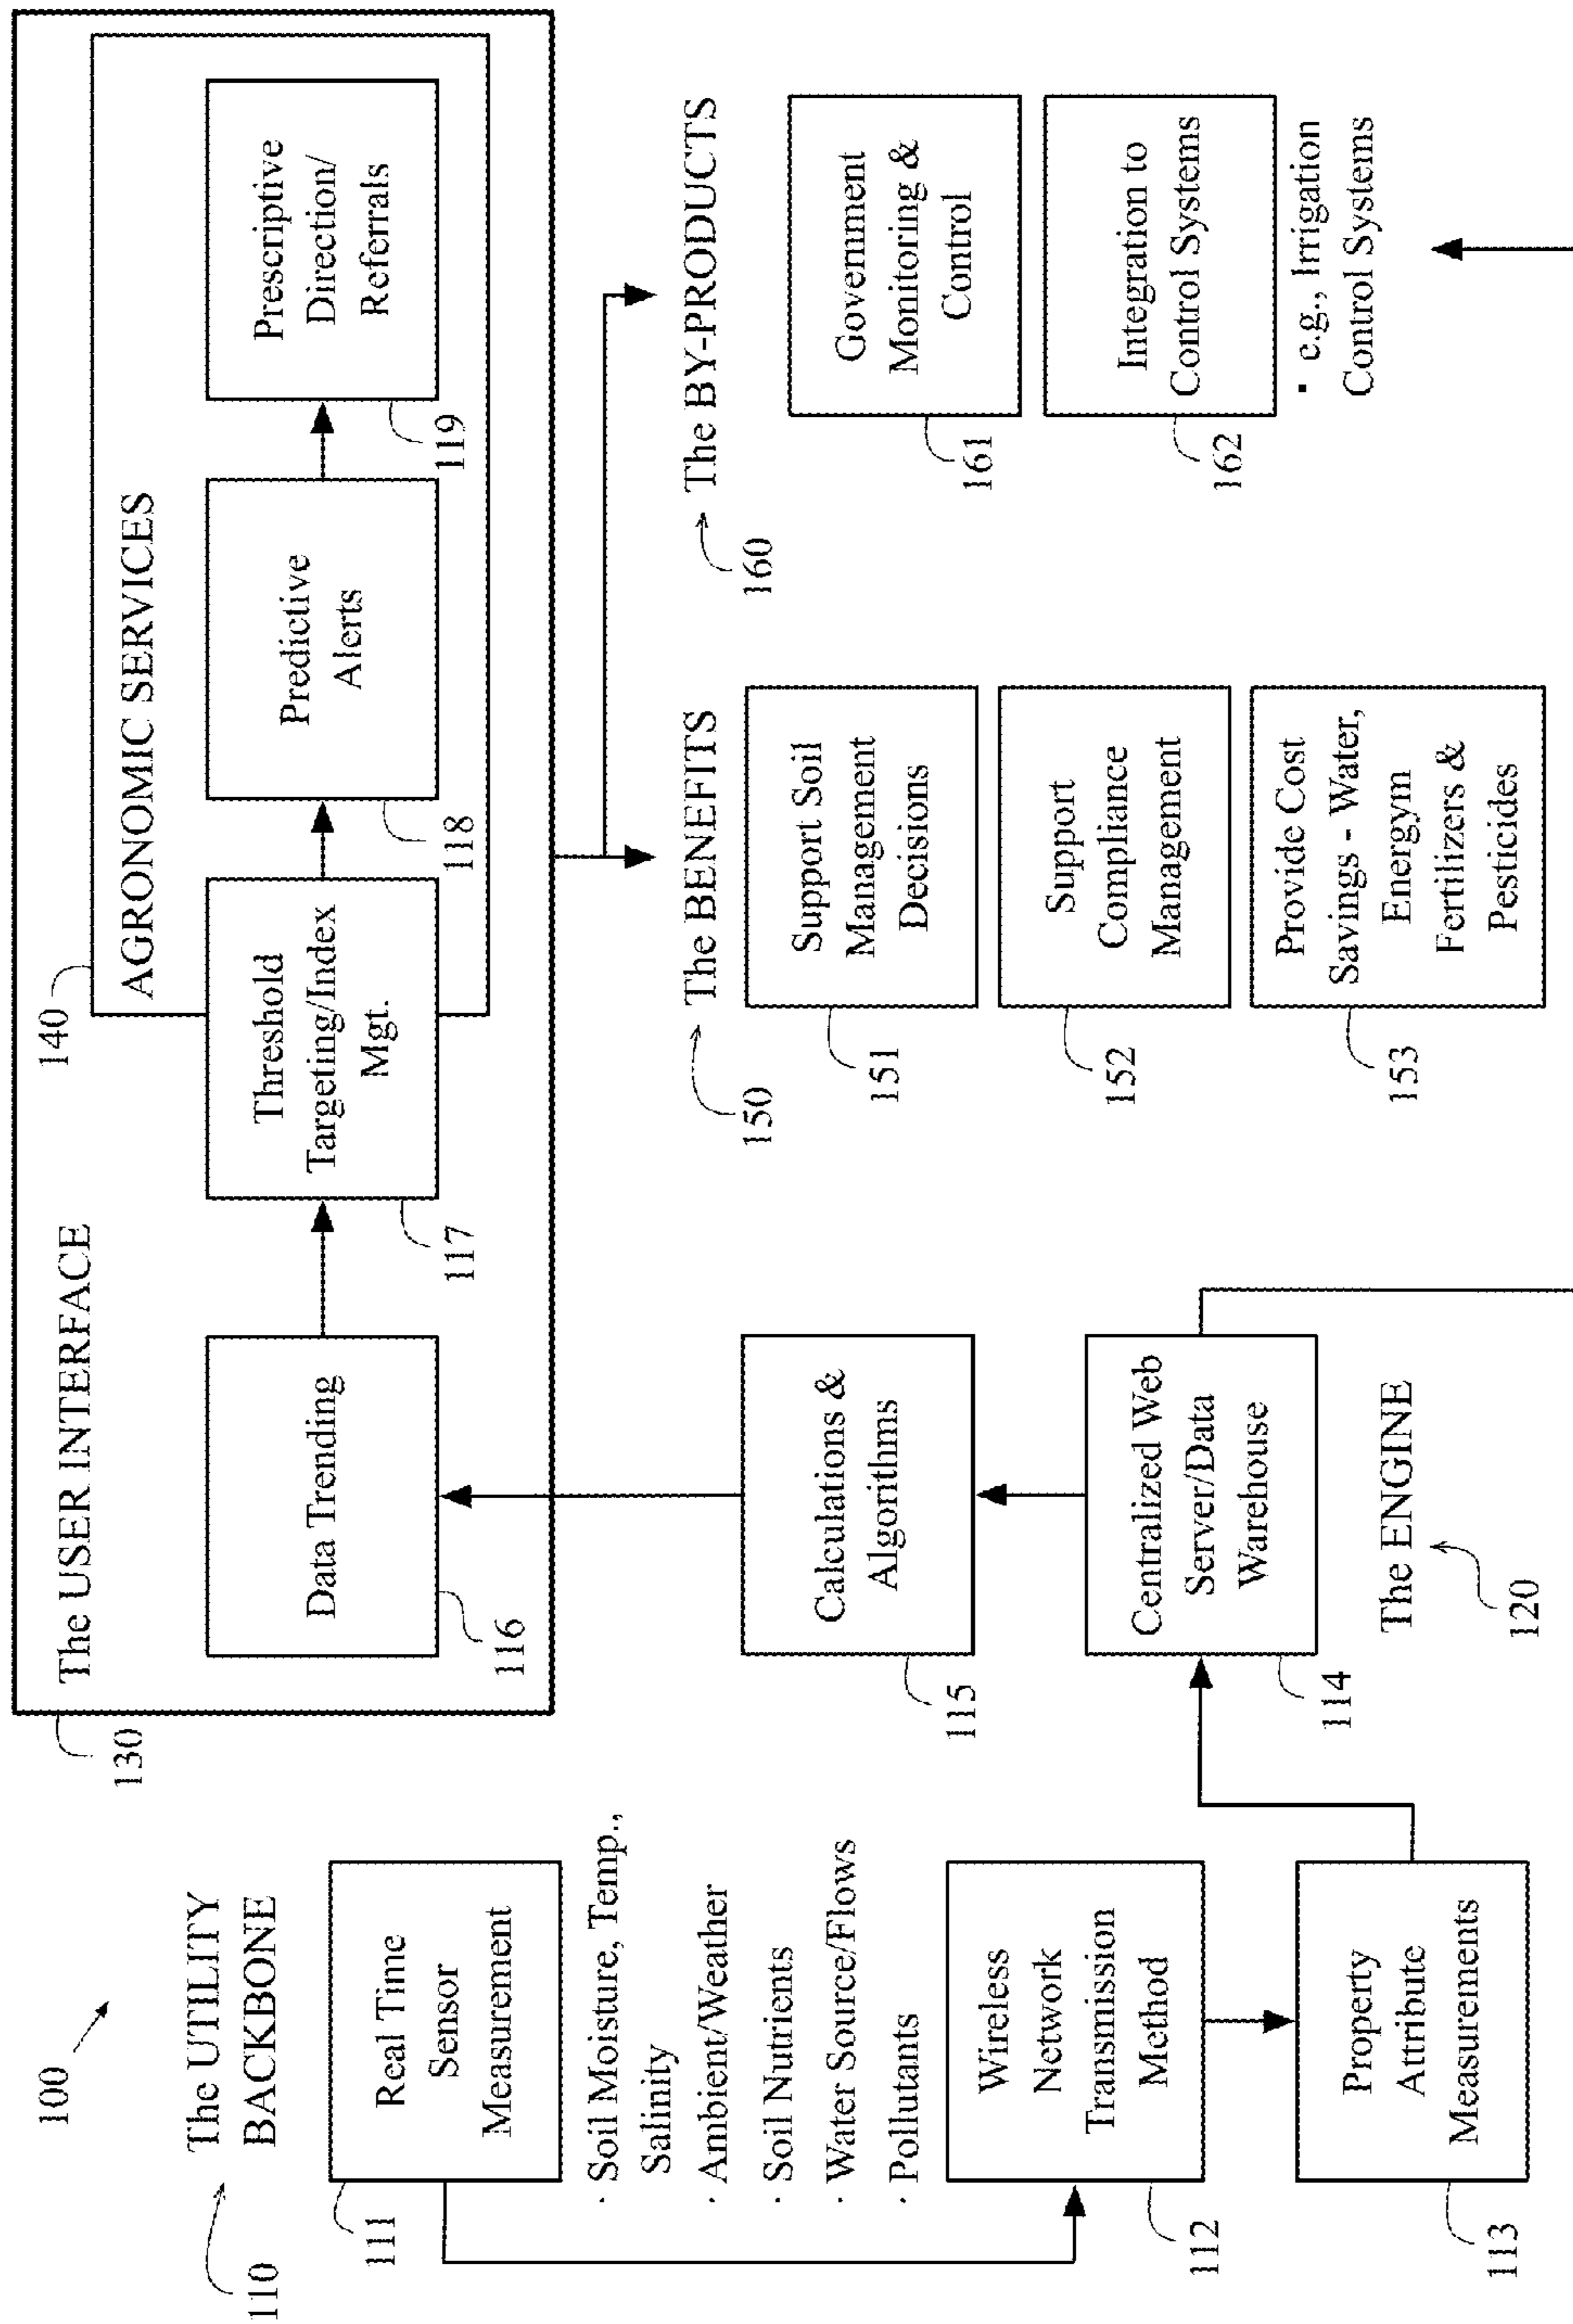 100
110
The UTILITY
BACKBONE
111
Real Time
Sensor
Measurement
· Soil Moisture, Temp.,
Salinity
· Ambient/Weather
· Soil Nutrients
· Water Source/Flows
· Pollutants
112
Wireless
Network
Transmission
Method
113
Property
Attribute
Measurements
130
The USER INTERFACE
116
Data Trending
140
AGRONOMIC SERVICES
117
Threshold
Targeting/Index
Mgt.
118
Predictive
Alerts
119
Prescriptive
Direction/
Referrals
115
Calculations &
Algorithms
114
Centralized Web
Server/Data
Warehouse
The ENGINE
120
150
The BENEFITS
151
Support Soil
Management
Decisions
152
Support
Compliance
Management
153
Provide Cost
Savings - Water,
Energym
Fertilizers &
Pesticides
160
The BY-PRODUCTS
161
Government
Monitoring &
Control
162
Integration to
Control Systems
▪ e.g., Irrigation
Control Systems